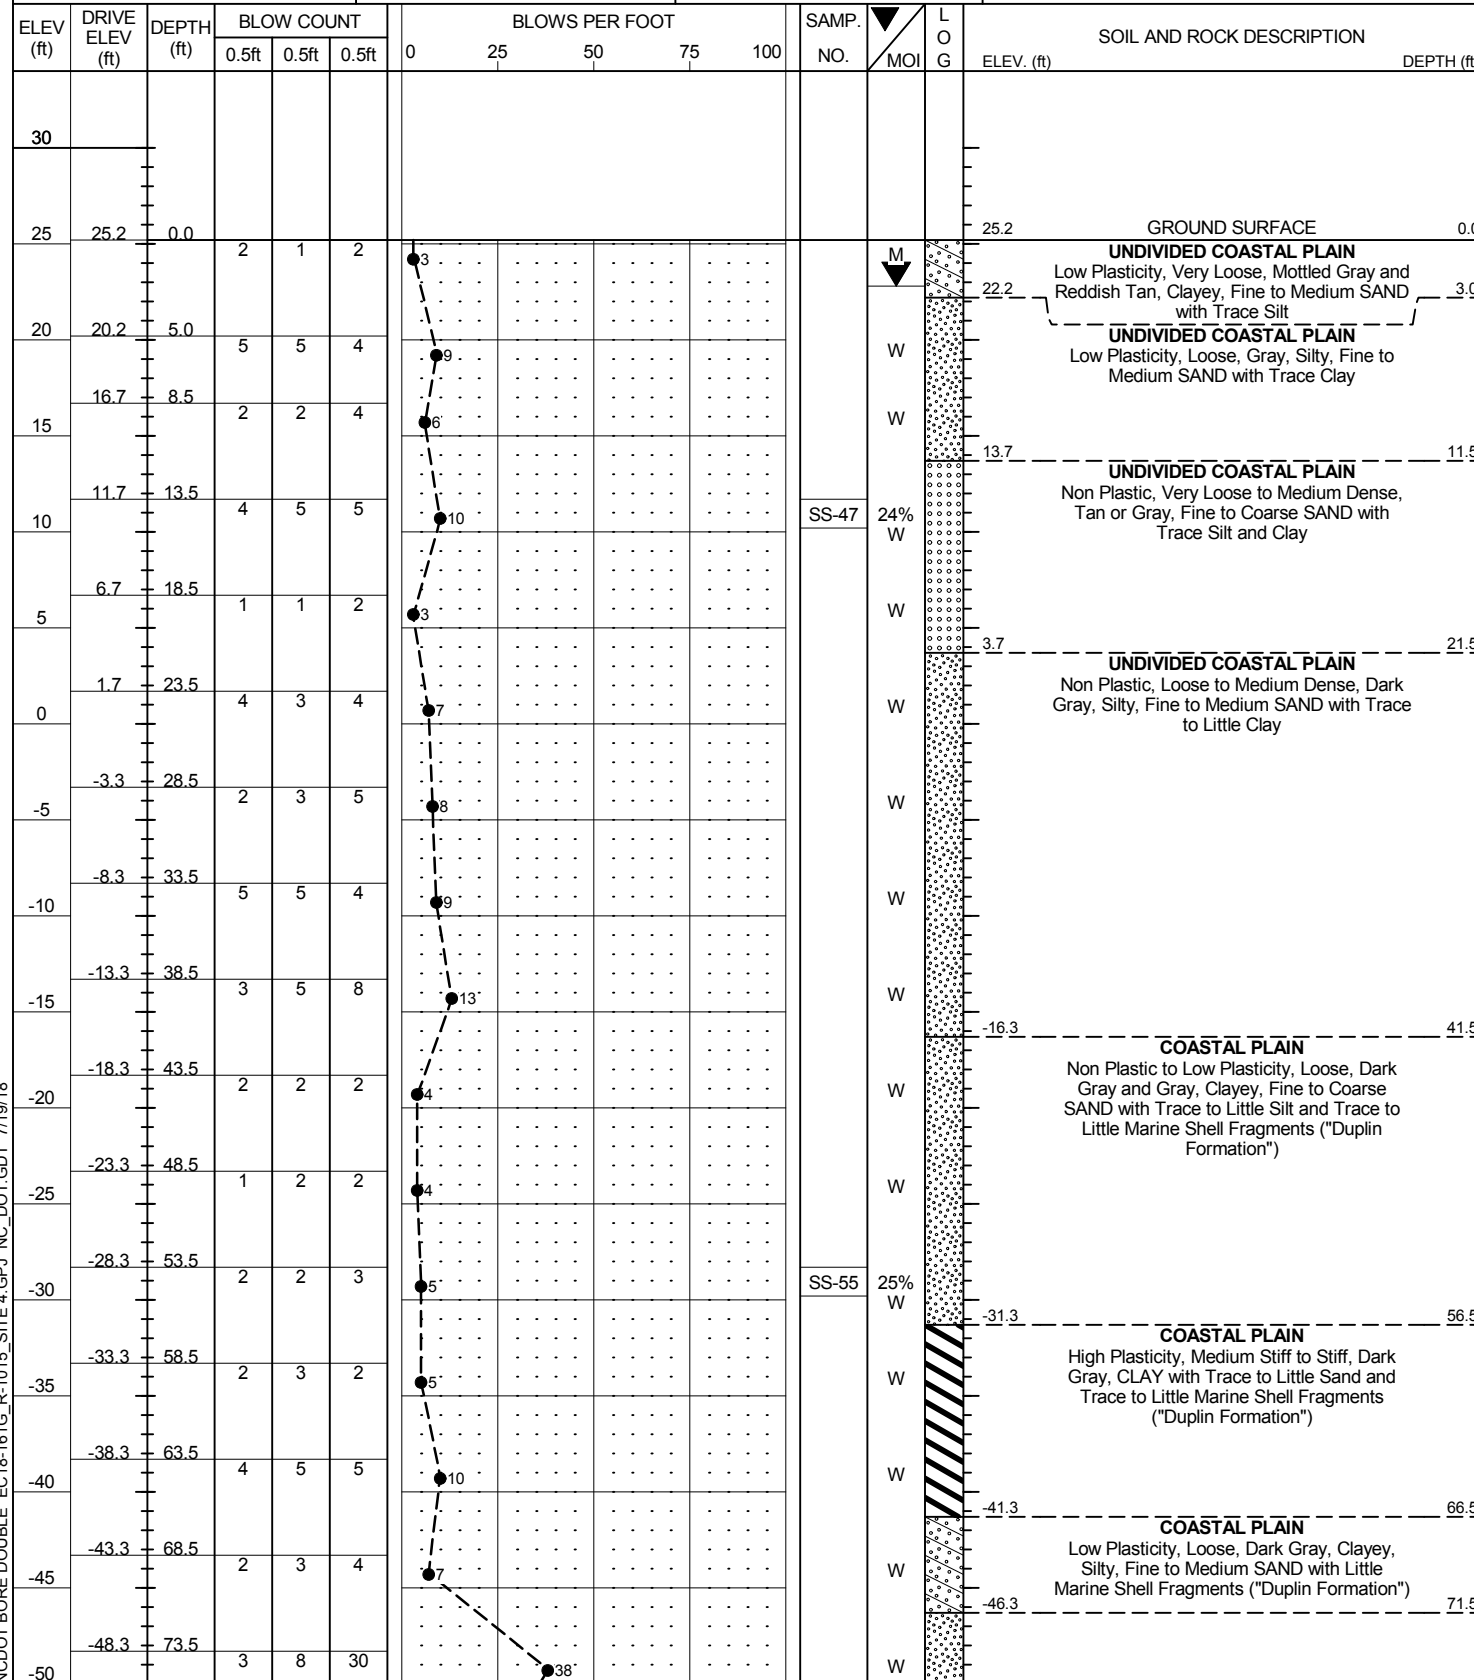 ELEV (ft) DRIVE ELEV (ft) DEPTH (ft) BLOW COUNT BLOWS PER FOOT SAMP. NO. MOI L O G SOIL AND ROCK DESCRIPTION
0.5ft 0.5ft 0.5ft 0 25 50 75 100 ELEV. (ft) DEPTH (ft
30
25 25.2 0.0 25.2 GROUND SURFACE 0.0
2 1 2 3 M UNDIVIDED COASTAL PLAIN
Low Plasticity, Very Loose, Mottled Gray and
22.2 Reddish Tan, Clayey, Fine to Medium SAND 3.0
with Trace Silt
20 20.2 5.0 UNDIVIDED COASTAL PLAIN
5 5 4 9 W Low Plasticity, Loose, Gray, Silty, Fine to
Medium SAND with Trace Clay
16.7 8.5
2 2 4 6 W
15
13.7 11.5
UNDIVIDED COASTAL PLAIN
11.7 13.5 Non Plastic, Very Loose to Medium Dense,
4 5 5 10 SS-47 24% Tan or Gray, Fine to Coarse SAND with
10 W Trace Silt and Clay
6.7 18.5
1 1 2 3 W
5
3.7 21.5
UNDIVIDED COASTAL PLAIN
1.7 23.5 Non Plastic, Loose to Medium Dense, Dark
4 3 4 7 W Gray, Silty, Fine to Medium SAND with Trace
0 to Little Clay
-3.3 28.5
2 3 5 8 W
-5
-8.3 33.5
5 5 4 9 W
-10
-13.3 38.5
3 5 8 13 W
-15
-16.3 41.5
COASTAL PLAIN
-18.3 43.5 Non Plastic to Low Plasticity, Loose, Dark
2 2 2 4 W Gray and Gray, Clayey, Fine to Coarse
-20 SAND with Trace to Little Silt and Trace to
Little Marine Shell Fragments ("Duplin
Formation")
-23.3 48.5
1 2 2 4 W
-25
-28.3 53.5
2 2 3 5 SS-55 25%
-30 W
-31.3 56.5
COASTAL PLAIN
-33.3 58.5 High Plasticity, Medium Stiff to Stiff, Dark
2 3 2 5 W Gray, CLAY with Trace to Little Sand and
-35 Trace to Little Marine Shell Fragments
("Duplin Formation")
-38.3 63.5
4 5 5 10 W
-40
-41.3 66.5
COASTAL PLAIN
-43.3 68.5 Low Plasticity, Loose, Dark Gray, Clayey,
2 3 4 7 W Silty, Fine to Medium SAND with Little
-45 Marine Shell Fragments ("Duplin Formation")
-46.3 71.5
-48.3 73.5
3 8 30 38 W
-50
NCDOT BORE DOUBLE
7/19/18